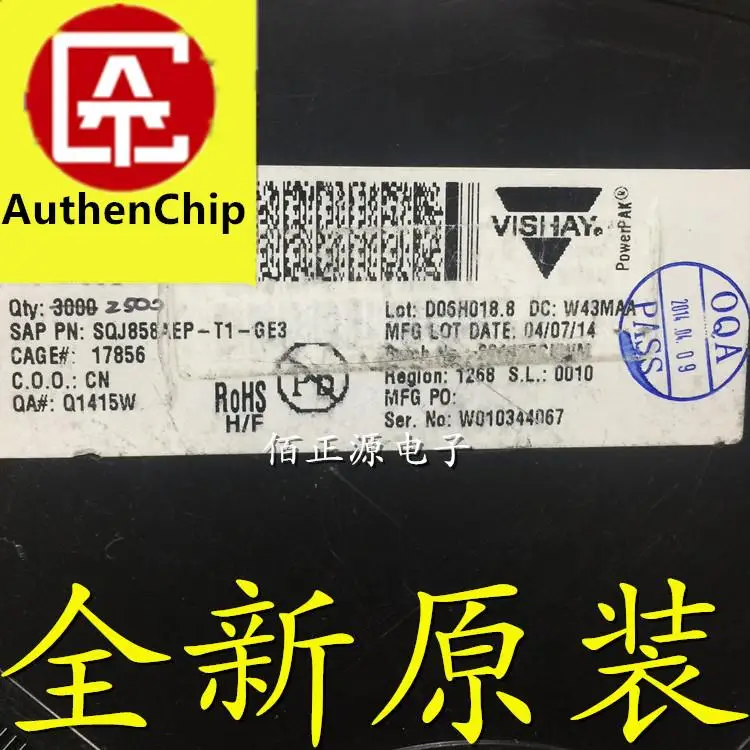 AuthenChip
VISHAY®
PowerPAK®
Qty: 3000 2500
SAP PN: SQJ858AEP-T1-GE3
CAGE#: 17856
C.O.O.: CN
QA#: Q1415W
RoHS
H/F
Pb
Lot: D06H018.8 DC: W43MAA
MFG LOT DATE: 04/07/14
Region: 1268 S.L.: 0010
MFG PO:
Ser. No: W010344067
OQA
2014.04.09
PASS
佰正源电子
全新原装